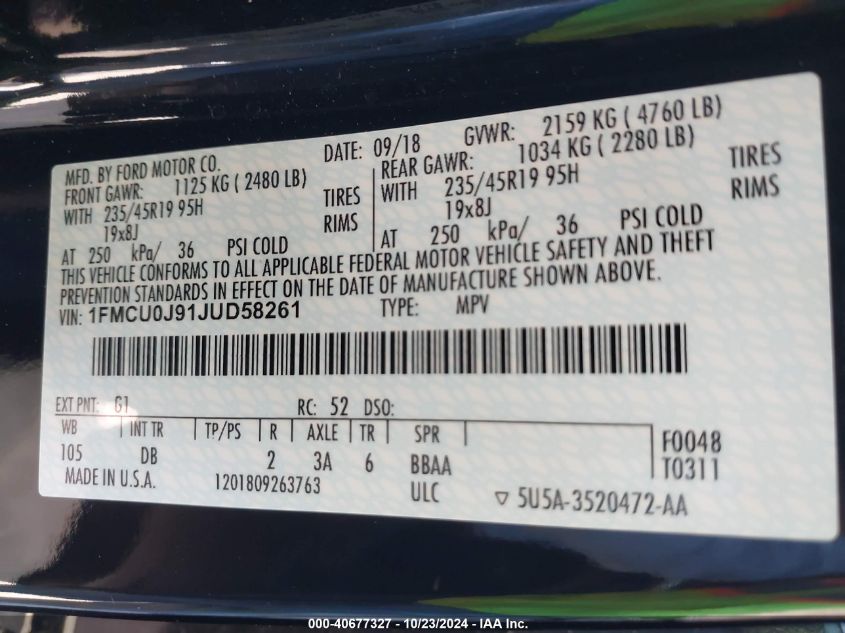 MFD. BY FORD MOTOR CO. DATE: 09/18 GVWR: 2159 KG ( 4760 LB)
FRONT GAWR: 1125 KG ( 2480 LB) REAR GAWR: 1034 KG ( 2280 LB)
WITH 235/45R19 95H TIRES WITH 235/45R19 95H TIRES
19x8J RIMS 19x8J RIMS
AT 250 kPa/ 36 PSI COLD AT 250 kPa/ 36 PSI COLD
THIS VEHICLE CONFORMS TO ALL APPLICABLE FEDERAL MOTOR VEHICLE SAFETY AND THEFT
PREVENTION STANDARDS IN EFFECT ON THE DATE OF MANUFACTURE SHOWN ABOVE.
VIN: 1FMCU0J91JUD58261 TYPE: MPV
EXT PNT: G1 RC: 52 DSO:
WB INT TR TP/PS R AXLE TR SPR F0048
105 DB 2 3A 6 BBAA T0311
MADE IN U.S.A. 1201809263763 ULC ▽ 5U5A-3520472-AA
000-40677327 - 10/23/2024 - IAA Inc.